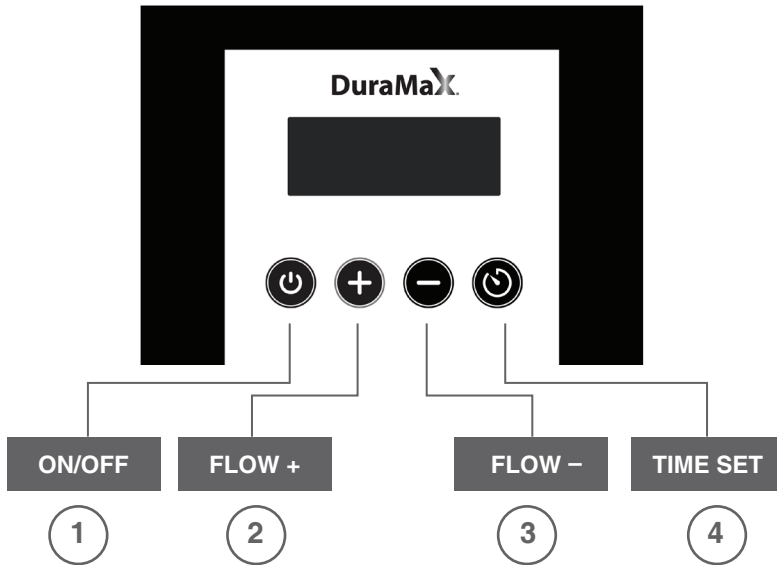 DuraMaX.
ON/OFF
FLOW +
FLOW –
TIME SET
1
2
3
4